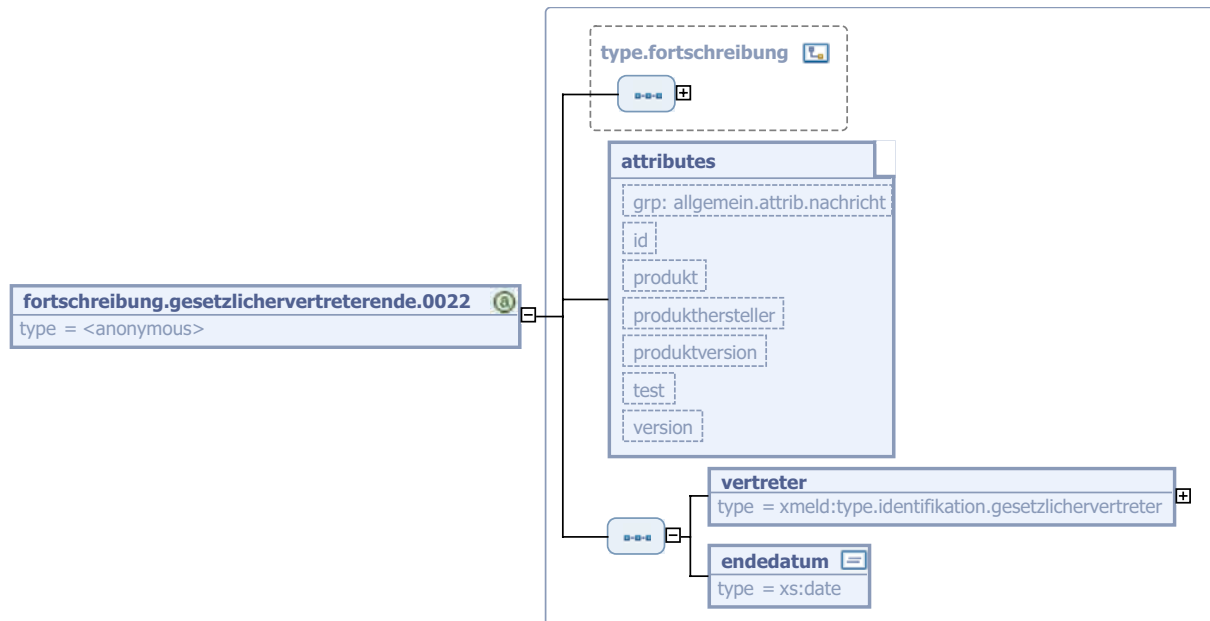 type.fortschreibung
attributes
grp: allgemein.attrib.nachricht
id
produkt
produkthersteller
produktversion
test
version
fortschreibung.gesetzlichervertreterende.0022
type = <anonymous>
vertreter
type = xmeld:type.identifikation.gesetzlichervertreter
endedatum
type = xs:date